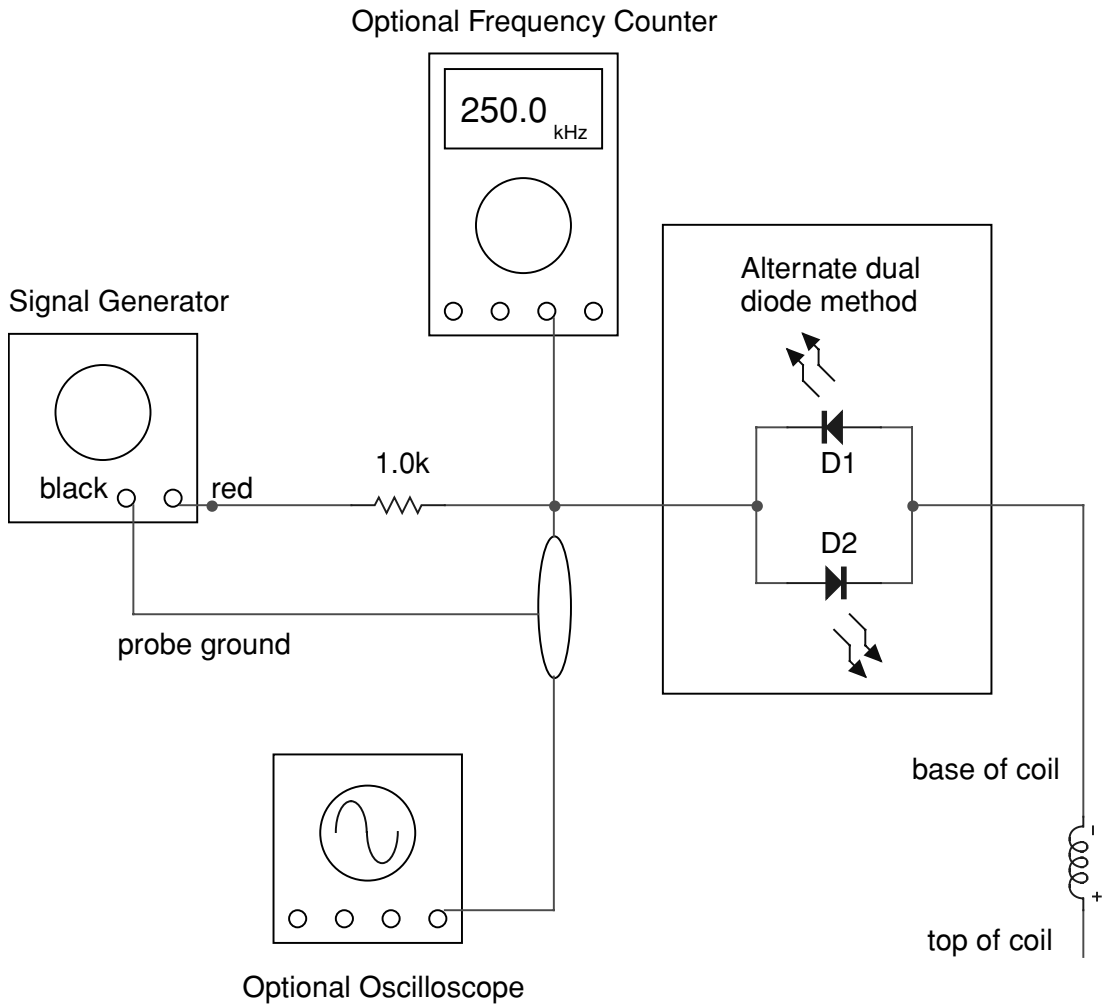 Optional Frequency Counter
250.0
kHz
Alternate dual
diode method
Signal Generator
black
red
1.0k
D1
D2
probe ground
base of coil
-
+
top of coil
Optional Oscilloscope